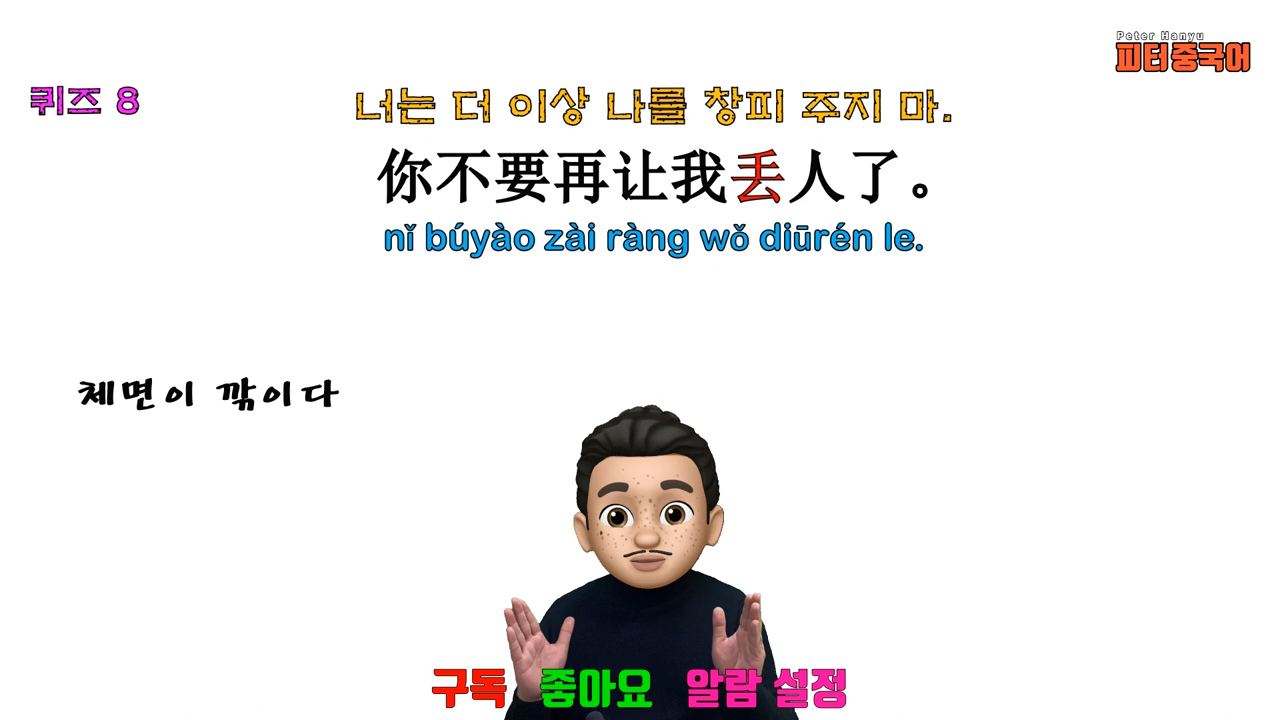 Peter Hanyu
피터중국어
퀴즈 8
너는 더 이상 나를 창피 주지 마.
你不要再让我丢人了。
nǐ búyào zài ràng wǒ diūrén le.
체면이 깎이다
구독 좋아요 알람 설정